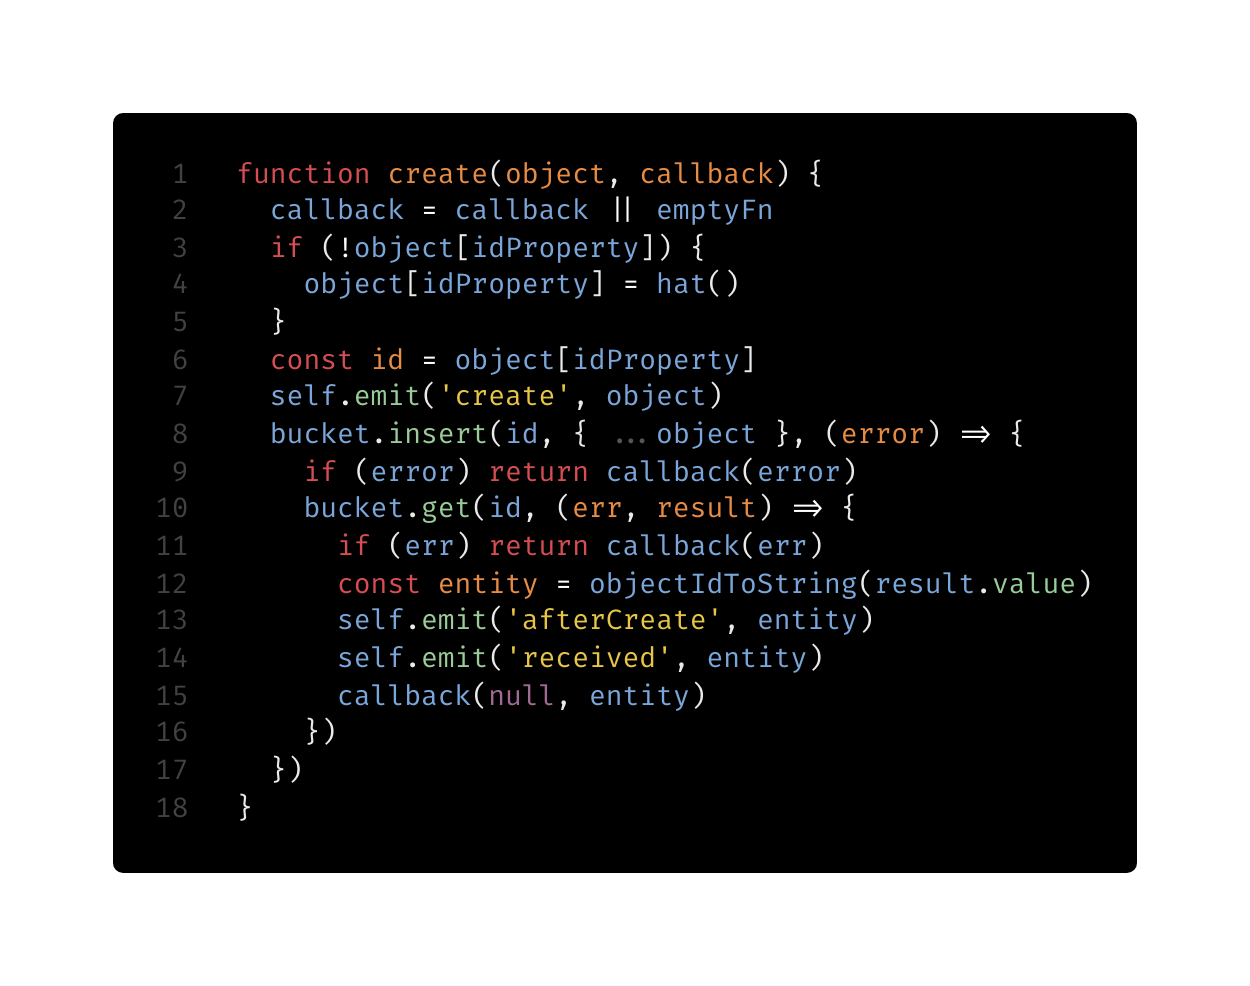 1 function create(object, callback) {
2 callback = callback || emptyFn
3 if (!object[idProperty]) {
4 object[idProperty] = hat()
5 }
6 const id = object[idProperty]
7 self.emit('create', object)
8 bucket.insert(id, { ...object }, (error) => {
9 if (error) return callback(error)
10 bucket.get(id, (err, result) => {
11 if (err) return callback(err)
12 const entity = objectIdToString(result.value)
13 self.emit('afterCreate', entity)
14 self.emit('received', entity)
15 callback(null, entity)
16 })
17 })
18 }